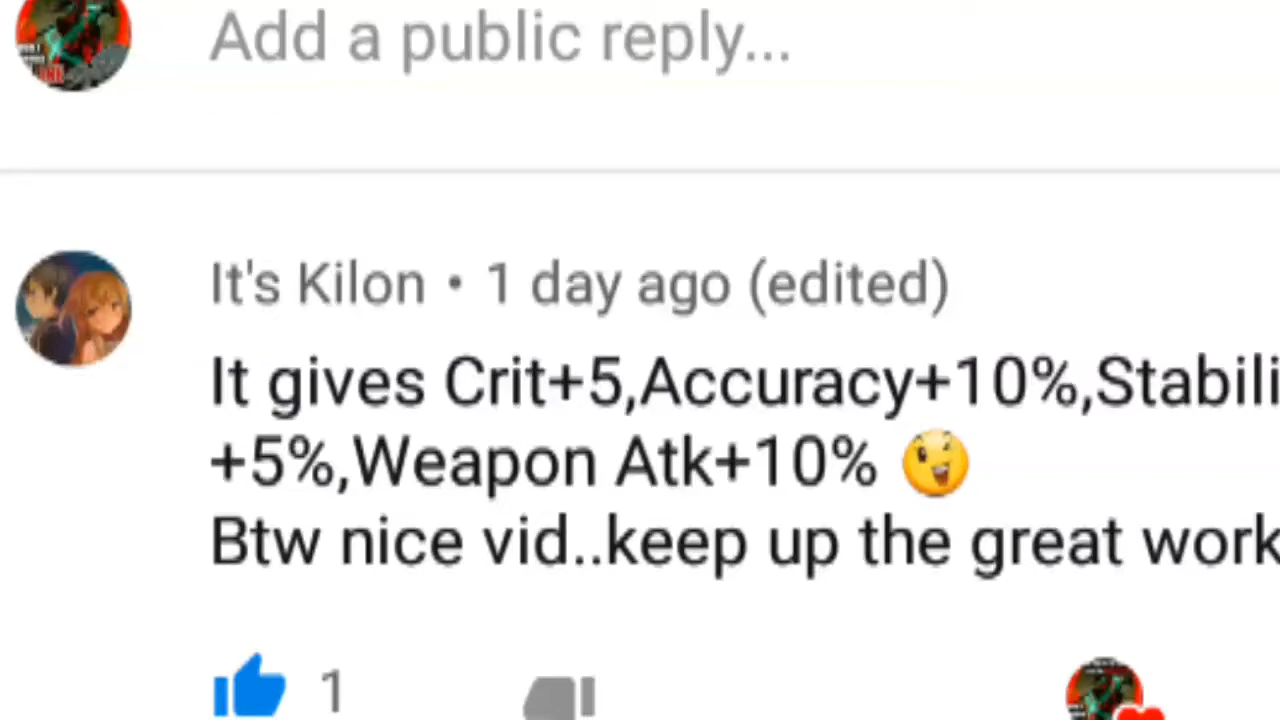 Add a public reply...
It's Kilon • 1 day ago (edited)
It gives Crit+5,Accuracy+10%,Stabili
+5%,Weapon Atk+10% 😜
Btw nice vid..keep up the great work
1